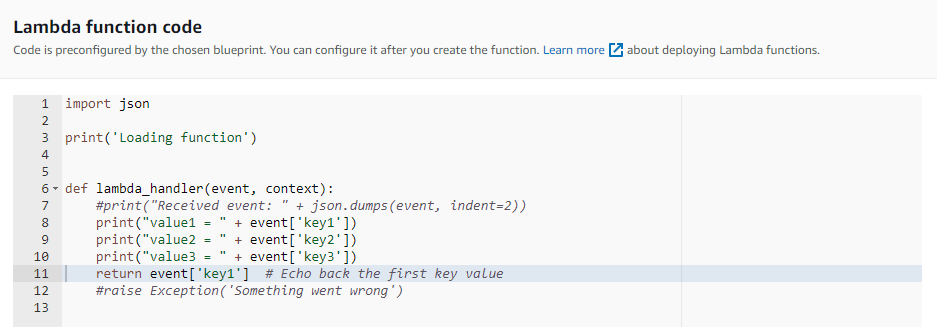 Lambda function code
Code is preconfigured by the chosen blueprint. You can configure it after you create the function. Learn more about deploying Lambda functions.
1 import json
2
3 print('Loading function')
4
5
6 def lambda_handler(event, context):
7     #print("Received event: " + json.dumps(event, indent=2))
8     print("value1 = " + event['key1'])
9     print("value2 = " + event['key2'])
10     print("value3 = " + event['key3'])
11     return event['key1']  # Echo back the first key value
12     #raise Exception('Something went wrong')
13